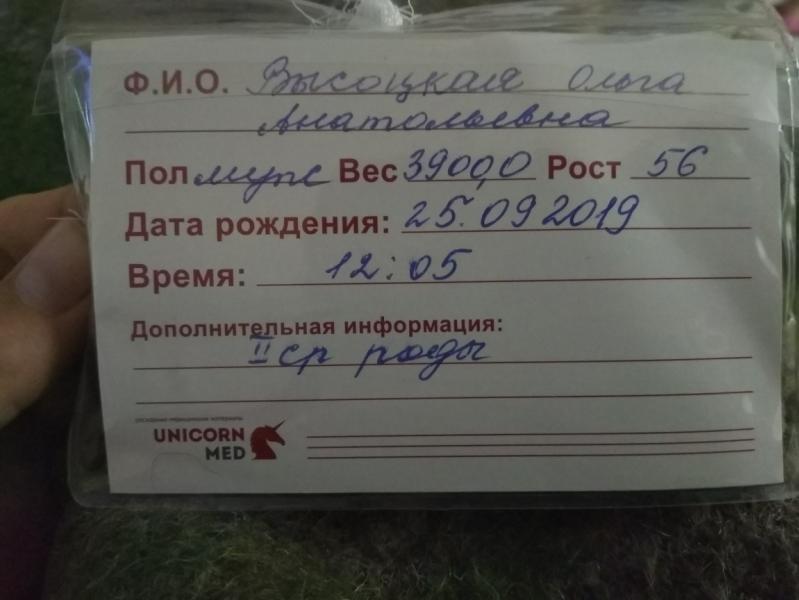 Ф.И.О. Высоцкая Ольга
Анатольевна
Пол муж Вес 3900,0 Рост 56
Дата рождения: 25.09 2019
Время: 12:05
Дополнительная информация:
II ср роды
UNICORN
MED